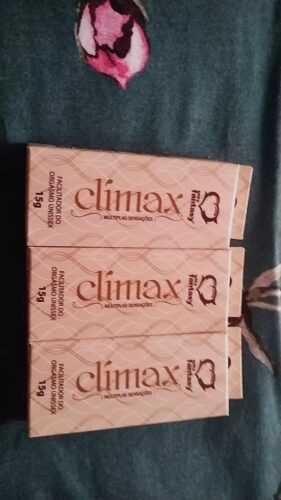 climax
MÚLTIPLAS SENSAÇÕES
fantasy
FACILITADOR DO
ORGASMO UNISSEX
15g
climax
MÚLTIPLAS SENSAÇÕES
fantasy
FACILITADOR DO
ORGASMO UNISSEX
15g
climax
MÚLTIPLAS SENSAÇÕES
fantasy
FACILITADOR DO
ORGASMO UNISSEX
15g